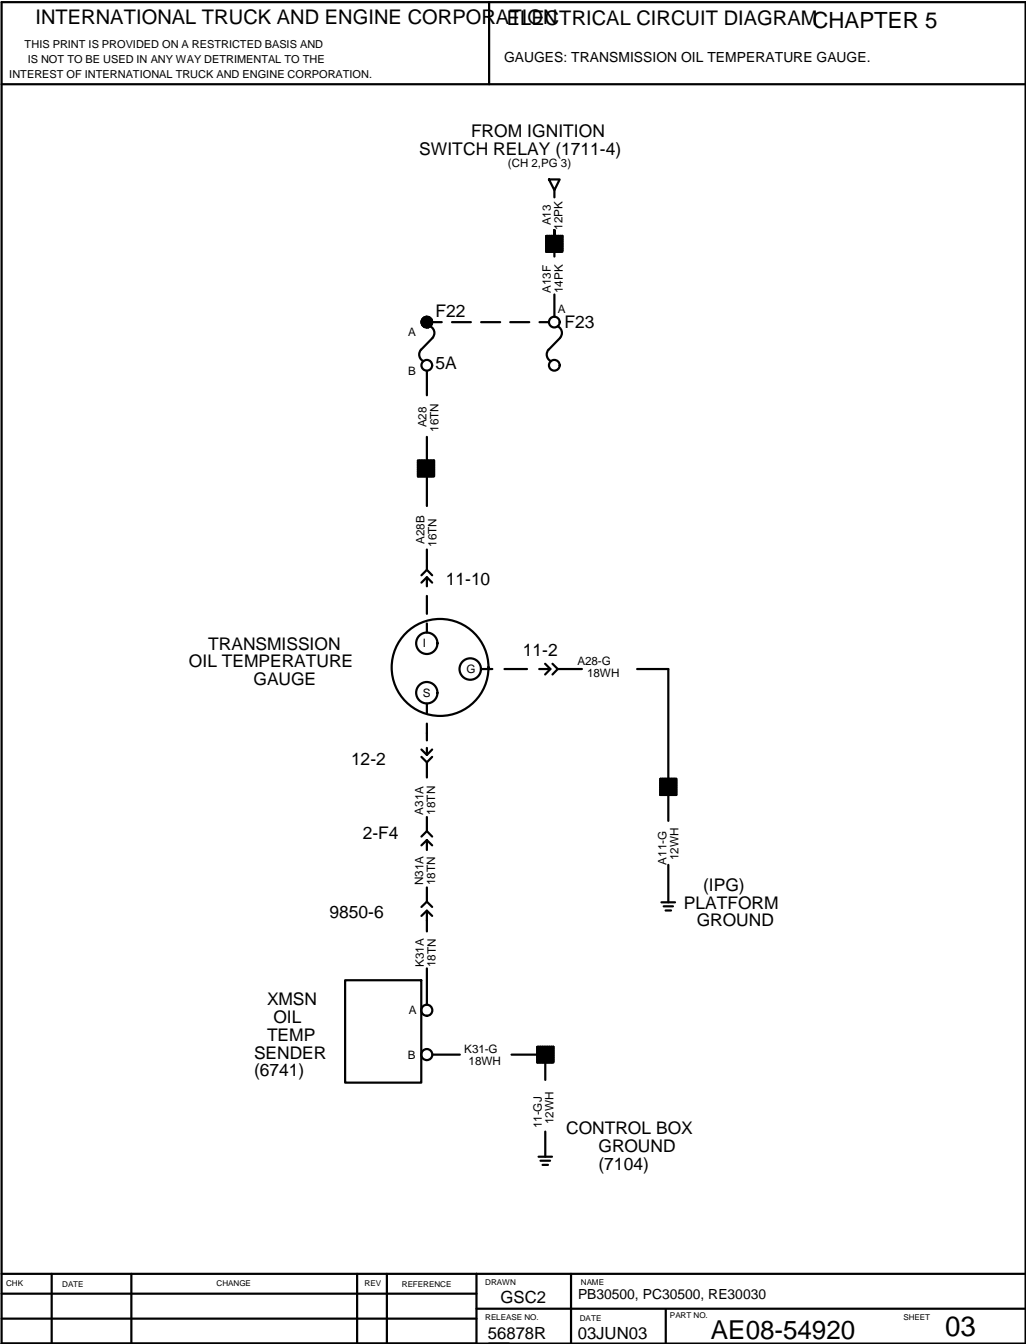 INTERNATIONAL TRUCK AND ENGINE CORPORATION
THIS PRINT IS PROVIDED ON A RESTRICTED BASIS AND
IS NOT TO BE USED IN ANY WAY DETRIMENTAL TO THE
INTEREST OF INTERNATIONAL TRUCK AND ENGINE CORPORATION.
ELECTRICAL CIRCUIT DIAGRAM
CHAPTER 5
GAUGES: TRANSMISSION OIL TEMPERATURE GAUGE.
FROM IGNITION
SWITCH RELAY (1711-4)
(CH 2,PG 3)
A13
12PK
A13F
14PK
A
F23
F22
A
B
5A
A28
16TN
A28B
16TN
11-10
TRANSMISSION
OIL TEMPERATURE
GAUGE
I
G
S
11-2
A28-G
18WH
12-2
A31A
18TN
2-F4
N31A
18TN
9850-6
K31A
18TN
A11-G
12WH
(IPG)
PLATFORM
GROUND
XMSN
OIL
TEMP
SENDER
(6741)
A
B
K31-G
18WH
11-GJ
12WH
CONTROL BOX
GROUND
(7104)
CHK
DATE
CHANGE
REV
REFERENCE
DRAWN
GSC2
NAME
PB30500, PC30500, RE30030
RELEASE NO.
56878R
DATE
03JUN03
PART NO.
AE08-54920
SHEET
03